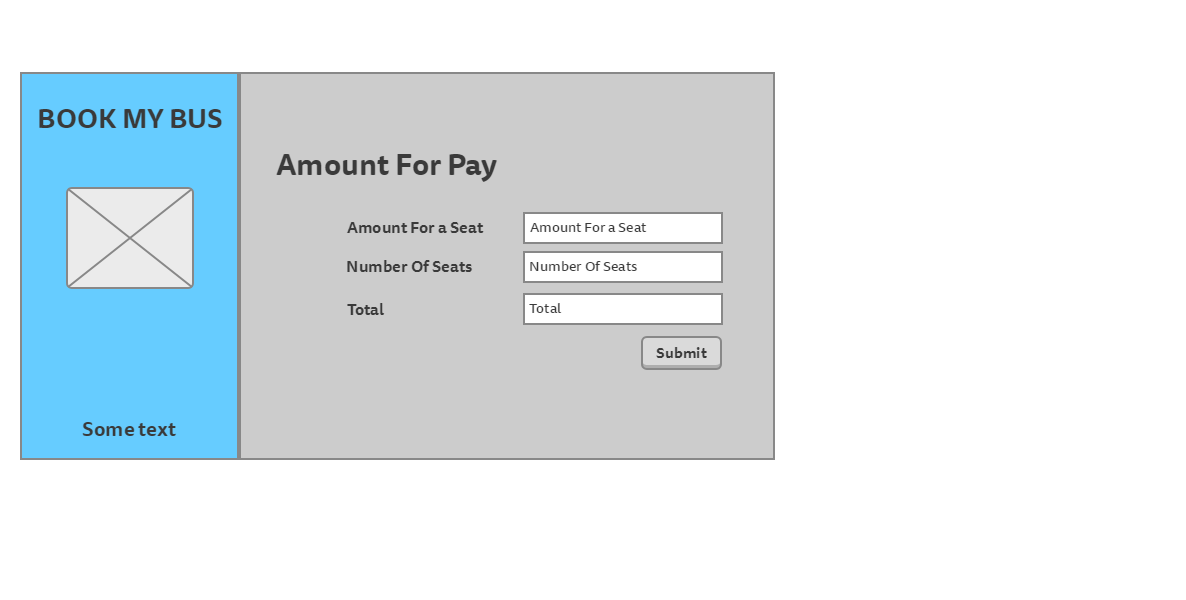 BOOK MY BUS
Some text
Amount For Pay
Amount For a Seat
Amount For a Seat
Number Of Seats
Number Of Seats
Total
Total
Submit